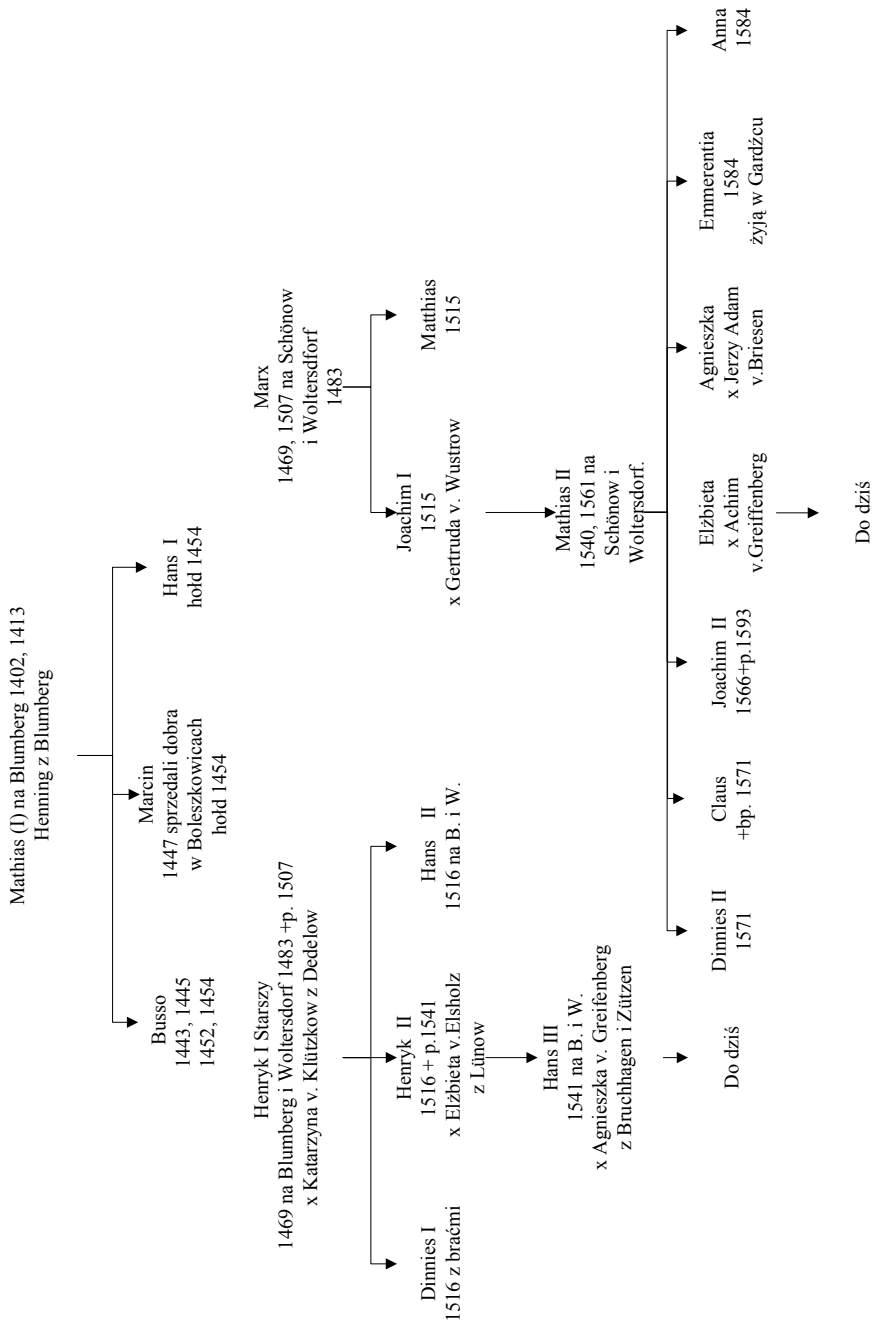 Mathias (I) na Blumberg 1402, 1413
Henning z Blumberg
Busso
1443, 1445
1452, 1454
Marcin
1447 sprzedali dobra
w Boleszkowicach
hołd 1454
Hans I
hołd 1454
Henryk I Starszy
1469 na Blumberg i Woltersdorf 1483 +p. 1507
x Katarzyna v. Klützkow z Dedelow
Marx
1469, 1507 na Schönow
i Woltersdforf
1483
Dinnies I
1516 z braćmi
Henryk II
1516 + p.1541
x Elżbieta v.Elsholz
z Lünow
Hans II
1516 na B. i W.
Joachim I
1515
x Gertruda v. Wustrow
Matthias
1515
Hans III
1541 na B. i W.
x Agnieszka v. Greifenberg
z Bruchhagen i Zützen
Mathias II
1540, 1561 na
Schönow i
Woltersdorf.
Do dziś
Dinnies II
1571
Claus
+bp. 1571
Joachim II
1566+p.1593
Elżbieta
x Achim
v.Greiffenberg
Agnieszka
x Jerzy Adam
v.Briesen
Emmerentia
1584
żyją w Gardźcu
Anna
1584
Do dziś